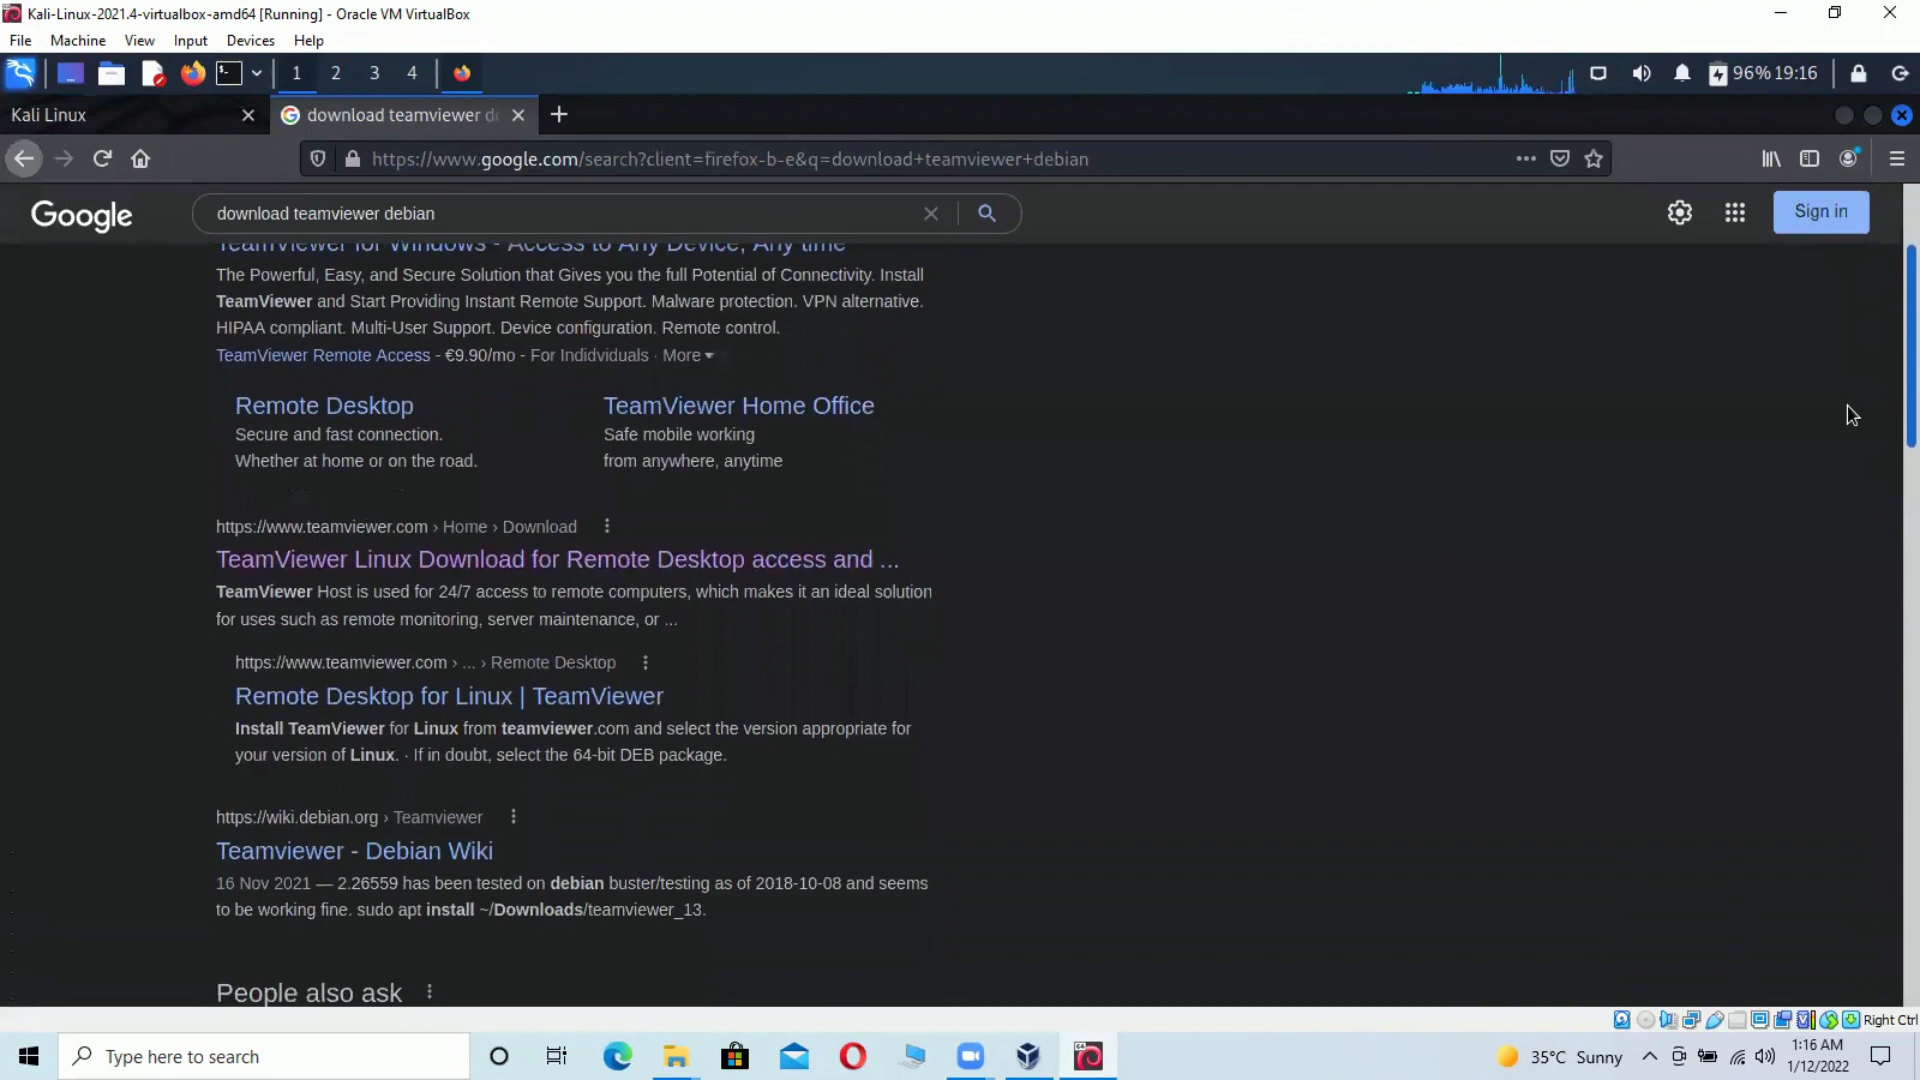 Kali-Linux-2021.4-virtualbox-amd64 [Running] - Oracle VM VirtualBox
File Machine View Input Devices Help
1 2 3 4
96% 19:16
Kali Linux
download teamviewer de
https://www.google.com/search?client=firefox-b-e&q=download+teamviewer+debian
Google
download teamviewer debian
Sign in
TeamViewer for Windows - Access to Any Device, Any time
The Powerful, Easy, and Secure Solution that Gives you the full Potential of Connectivity. Install
TeamViewer and Start Providing Instant Remote Support. Malware protection. VPN alternative.
HIPAA compliant. Multi-User Support. Device configuration. Remote control.
TeamViewer Remote Access - €9.90/mo - For Indidviduals · More
Remote Desktop
Secure and fast connection.
Whether at home or on the road.
TeamViewer Home Office
Safe mobile working
from anywhere, anytime
https://www.teamviewer.com › Home › Download
TeamViewer Linux Download for Remote Desktop access and ...
TeamViewer Host is used for 24/7 access to remote computers, which makes it an ideal solution
for uses such as remote monitoring, server maintenance, or ...
https://www.teamviewer.com › ... › Remote Desktop
Remote Desktop for Linux | TeamViewer
Install TeamViewer for Linux from teamviewer.com and select the version appropriate for
your version of Linux. · If in doubt, select the 64-bit DEB package.
https://wiki.debian.org › Teamviewer
Teamviewer - Debian Wiki
16 Nov 2021 — 2.26559 has been tested on debian buster/testing as of 2018-10-08 and seems
to be working fine. sudo apt install ~/Downloads/teamviewer_13.
People also ask
Right Ctrl
Type here to search
35°C Sunny
1:16 AM
1/12/2022